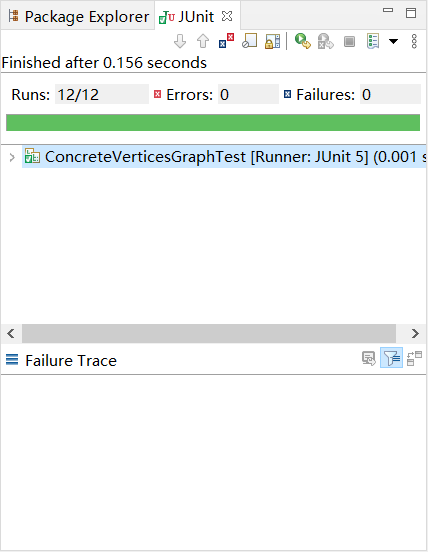 Package Explorer JUnit
Finished after 0.156 seconds
Runs: 12/12 Errors: 0 Failures: 0
ConcreteVerticesGraphTest [Runner: JUnit 5] (0.001 s
Failure Trace